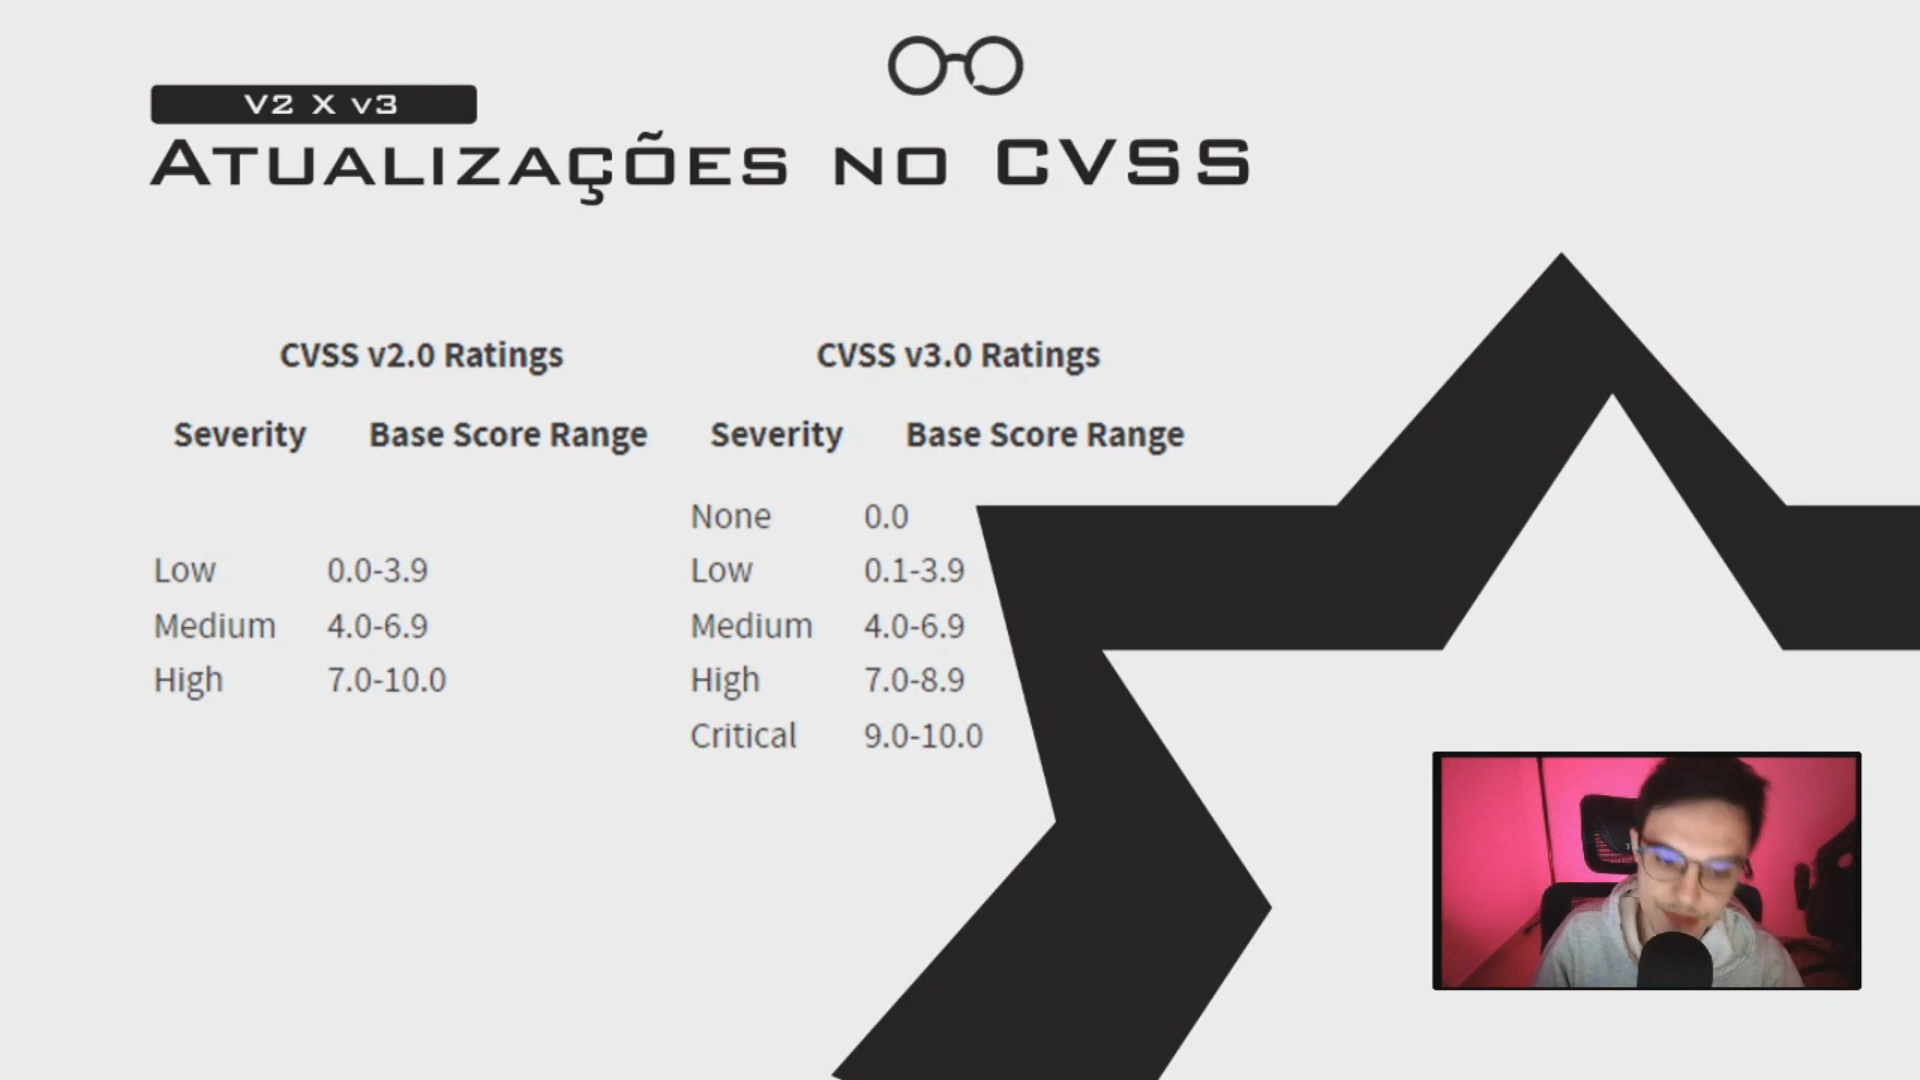 V2 X v3
Atualizações no CVSS
CVSS v2.0 Ratings CVSS v3.0 Ratings
Severity Base Score Range Severity Base Score Range
None 0.0
Low 0.0-3.9 Low 0.1-3.9
Medium 4.0-6.9 Medium 4.0-6.9
High 7.0-10.0 High 7.0-8.9
Critical 9.0-10.0